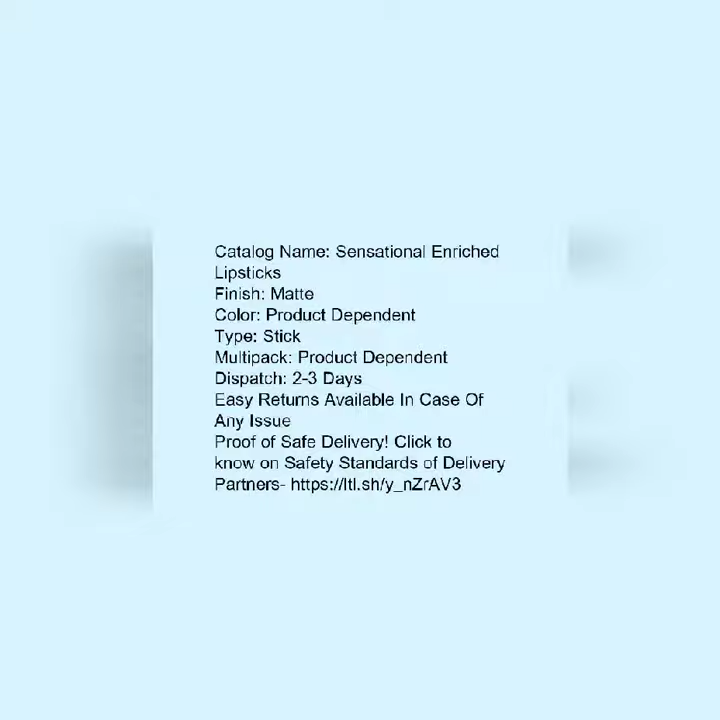 Catalog Name: Sensational Enriched
Lipsticks
Finish: Matte
Color: Product Dependent
Type: Stick
Multipack: Product Dependent
Dispatch: 2-3 Days
Easy Returns Available In Case Of
Any Issue
Proof of Safe Delivery! Click to
know on Safety Standards of Delivery
Partners- https://ltl.sh/y_nZrAV3